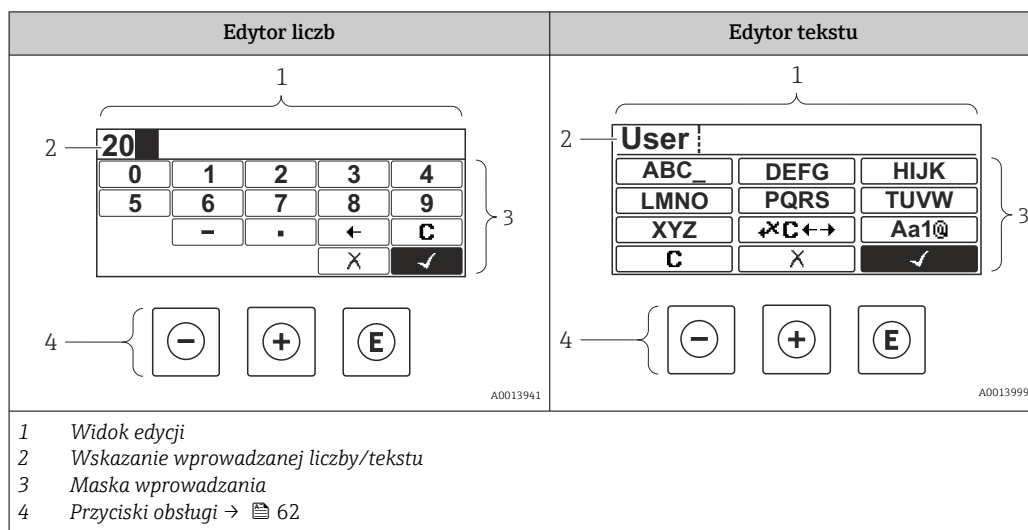 Edytor liczb
Edytor tekstu
1
2
20
0 1 2 3 4
5 6 7 8 9
- . ← C
X ✓
3
4
- + E
A0013941
1
2
User
ABC_ DEFG HIJK
LMNO PQRS TUVW
XYZ C←→ Aa1@
C X ✓
3
4
- + E
A0013999
1 Widok edycji
2 Wskazanie wprowadzanej liczby/tekstu
3 Maska wprowadzania
4 Przyciski obsługi → 62